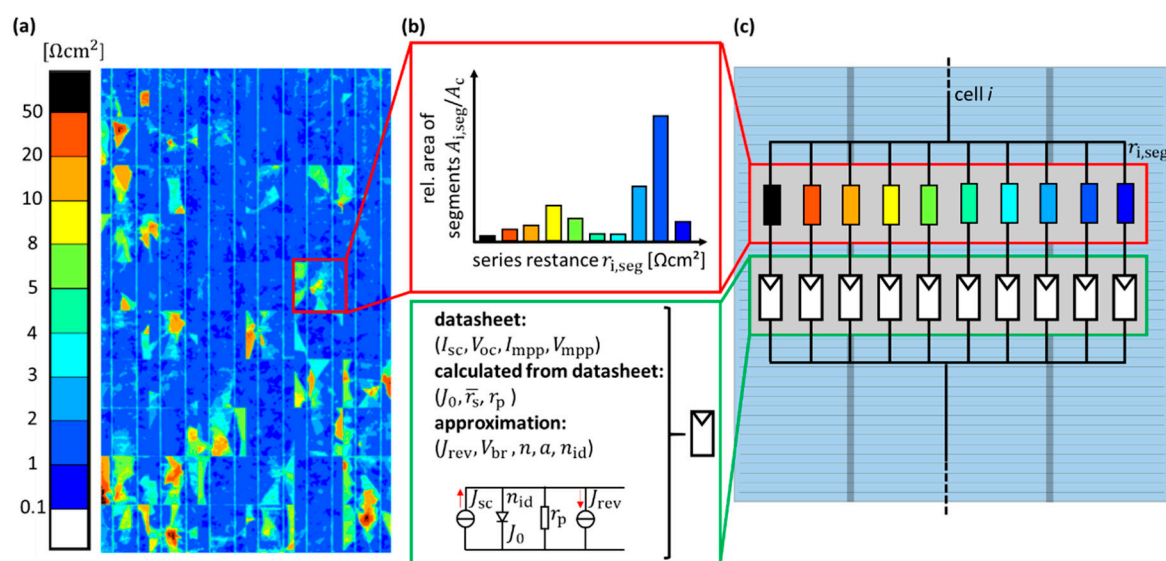 (a)
[Ωcm²]
50
20
10
8
5
4
3
2
1
0.1
(b)
rel. area of
segments A_i,seg/A_c
series restance r_i,seg [Ωcm²]
datasheet:
(I_sc, V_oc, I_mpp, V_mpp)
calculated from datasheet:
(J_0, r̅_s, r_p )
approximation:
(J_rev, V_br , n, a, n_id)
J_sc
n_id
J_0
r_p
J_rev
(c)
cell i
r_i,seg